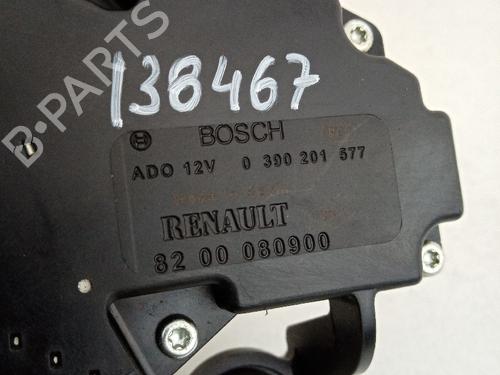 B-PARTS
138467
BOSCH
ADO 12V 0 390 201 577
RENAULT
82 00 080900